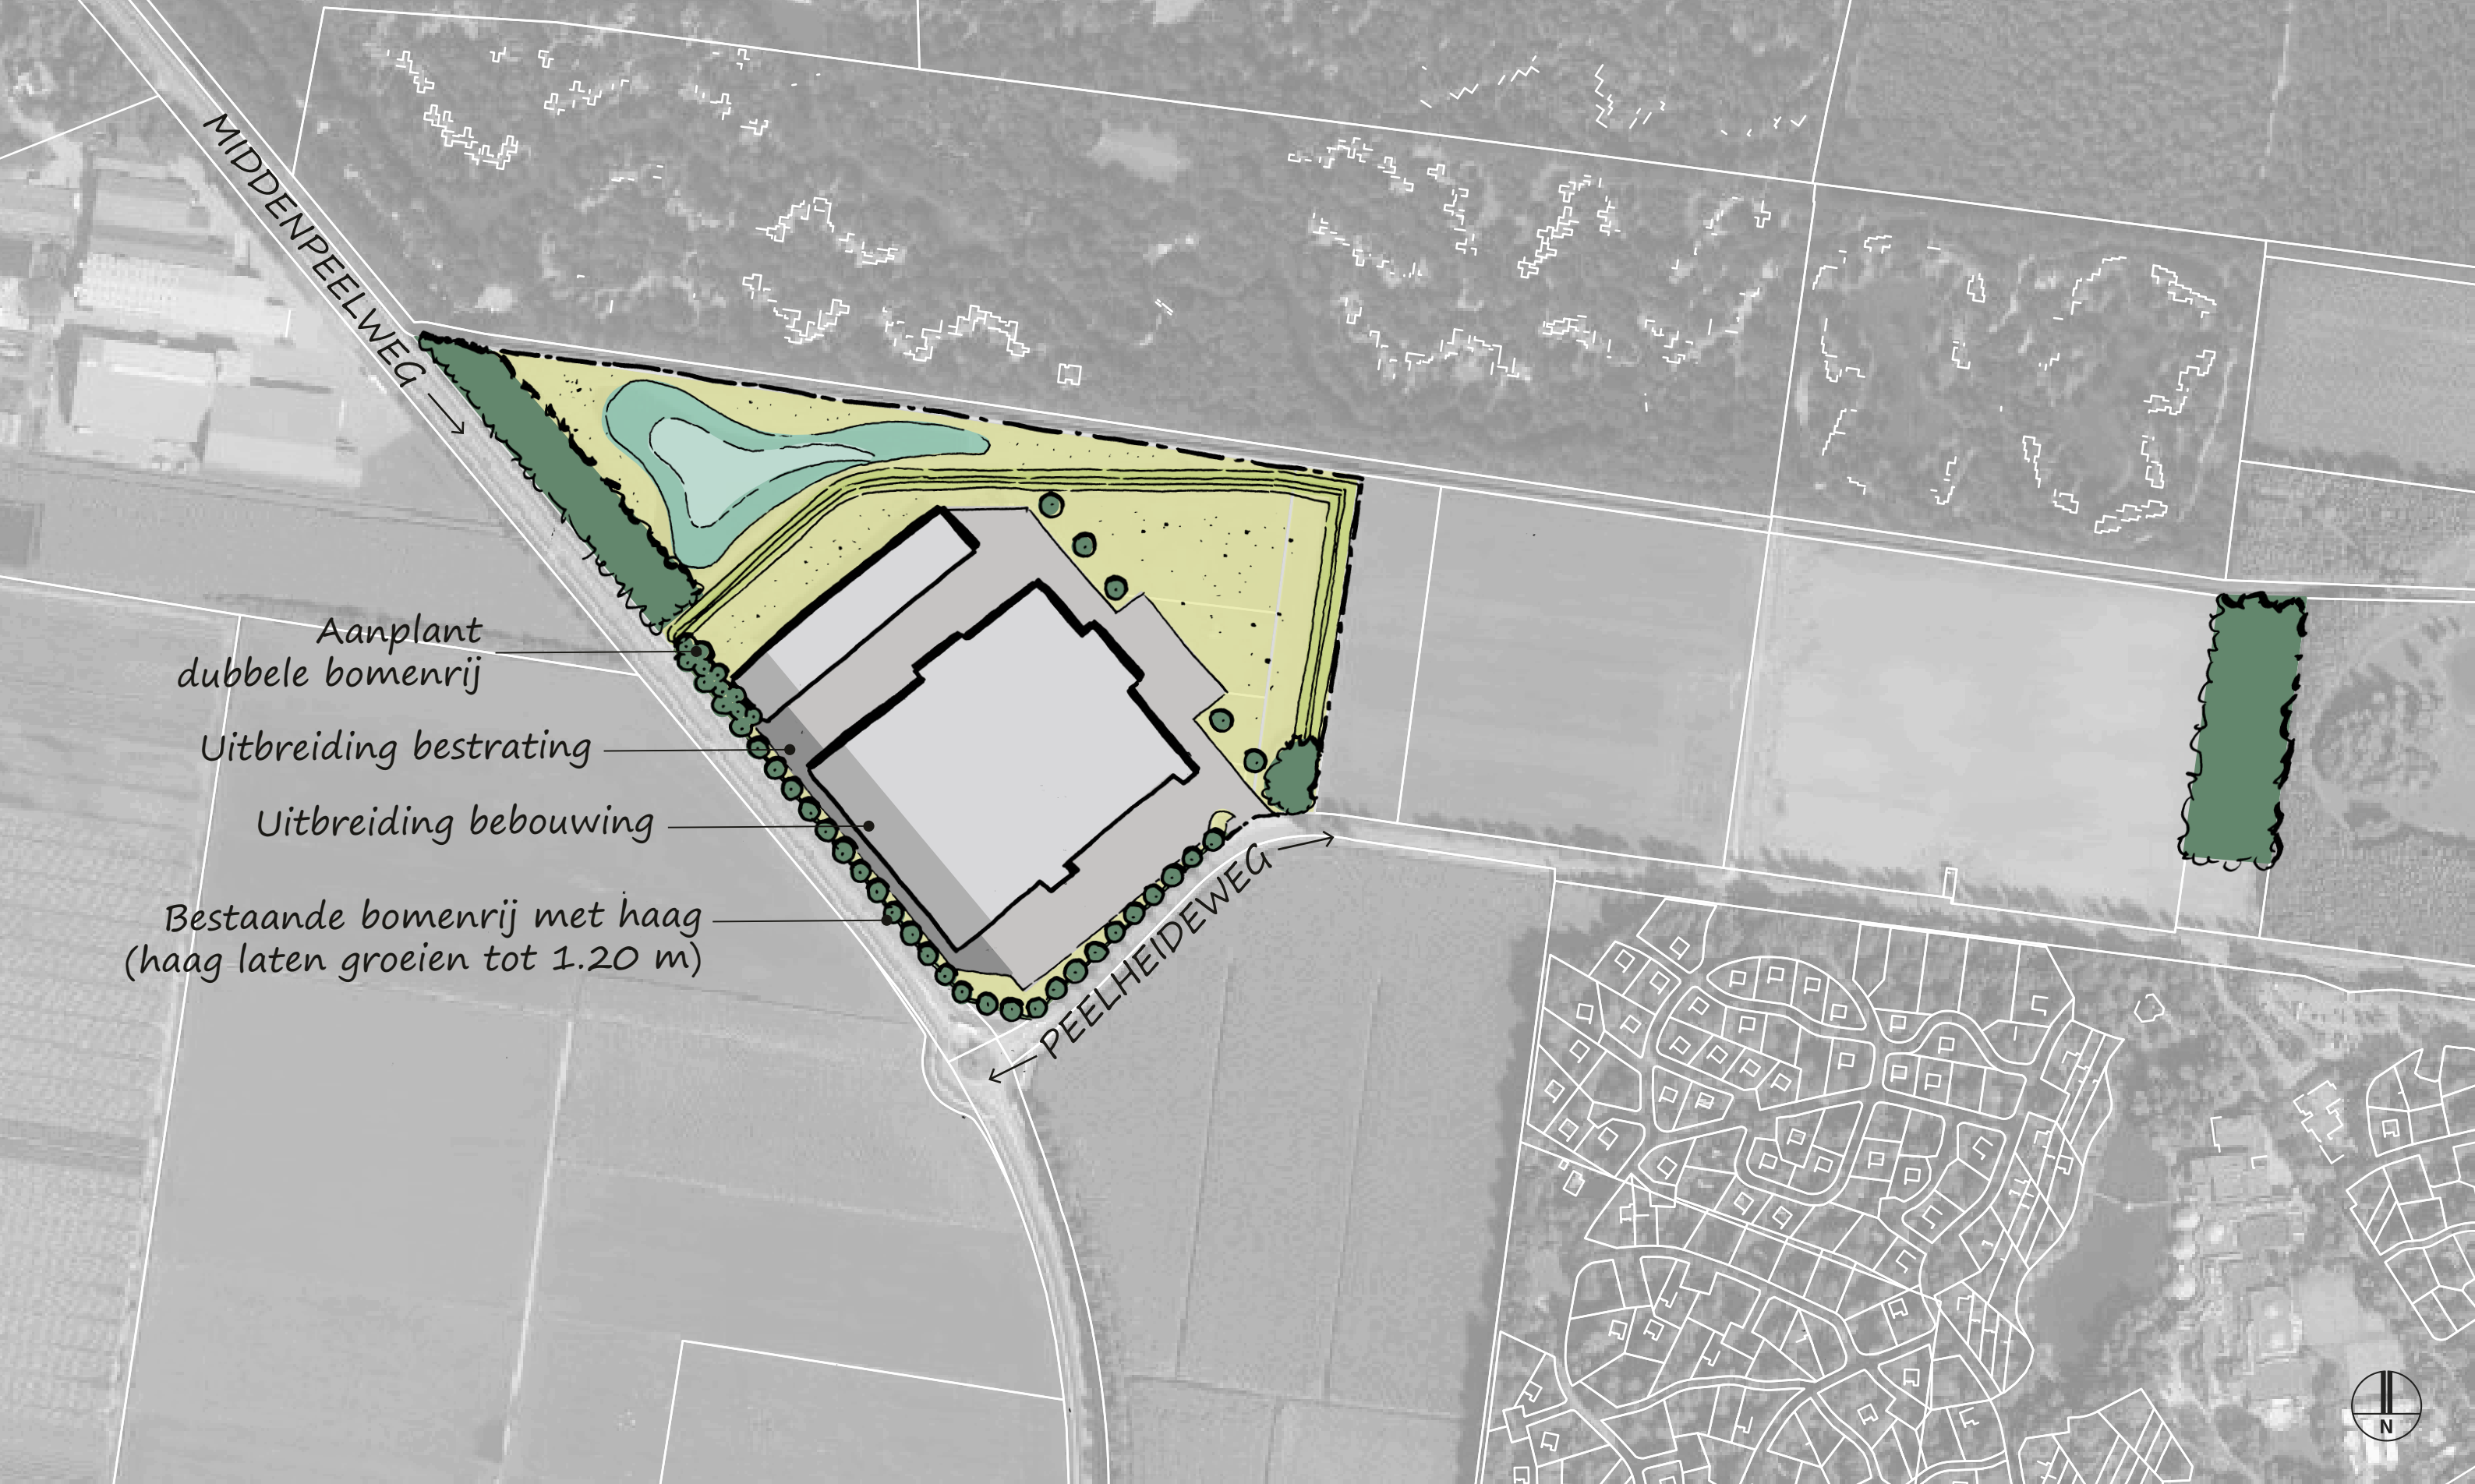 MIDDENPEELWEG
Aanplant
dubbele bomenrij
Uitbreiding bestrating
Uitbreiding bebouwing
Bestaande bomenrij met haag
(haag laten groeien tot 1.20 m)
PEELHEIDEWEG
N